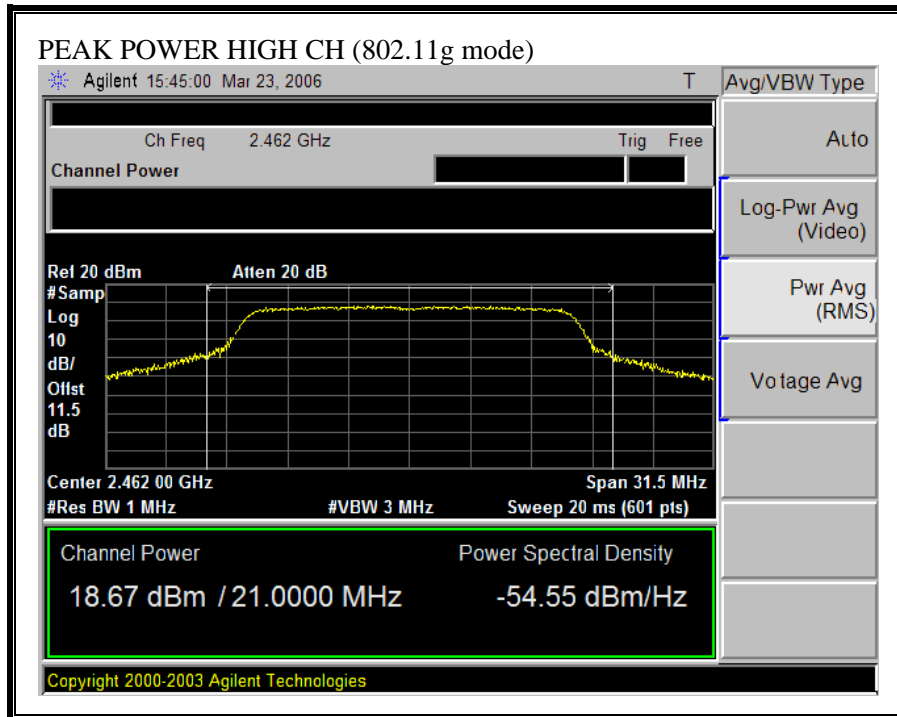 PEAK POWER HIGH CH (802.11g mode)
Agilent 15:45:00 Mar 23, 2006 T
Avg/VBW Type
Ch Freq 2.462 GHz Trig Free
Channel Power
Auto
Log-Pwr Avg
(Video)
Pwr Avg
(RMS)
Vo tage Avg
Ref 20 dBm Atten 20 dB
#Samp
Log
10
dB/
Offst
11.5
dB
Center 2.462 00 GHz Span 31.5 MHz
#Res BW 1 MHz #VBW 3 MHz Sweep 20 ms (601 pts)
Channel Power Power Spectral Density
18.67 dBm / 21.0000 MHz -54.55 dBm/Hz
Copyright 2000-2003 Agilent Technologies